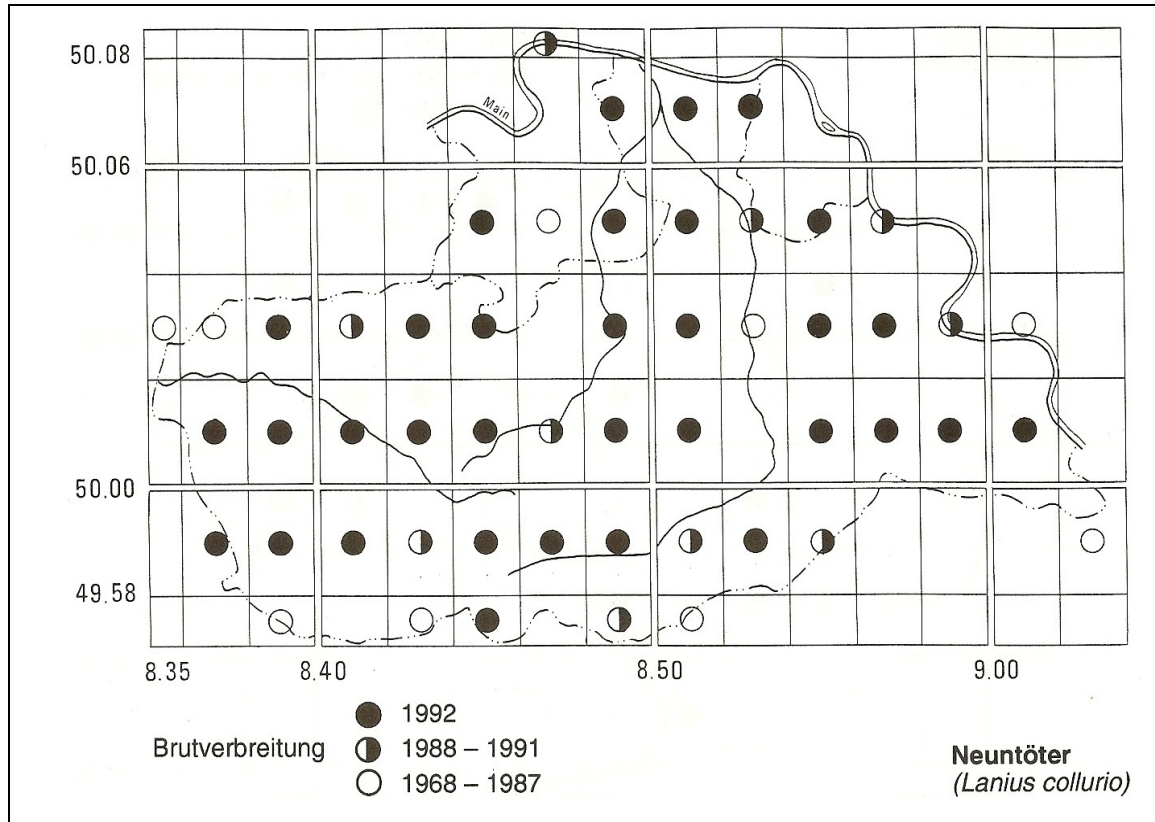 50.08
Main
50.06
50.00
49.58
8.35 8.40 8.50 9.00
1992
Brutverbreitung 1988 – 1991
1968 – 1987
Neuntöter
(Lanius collurio)